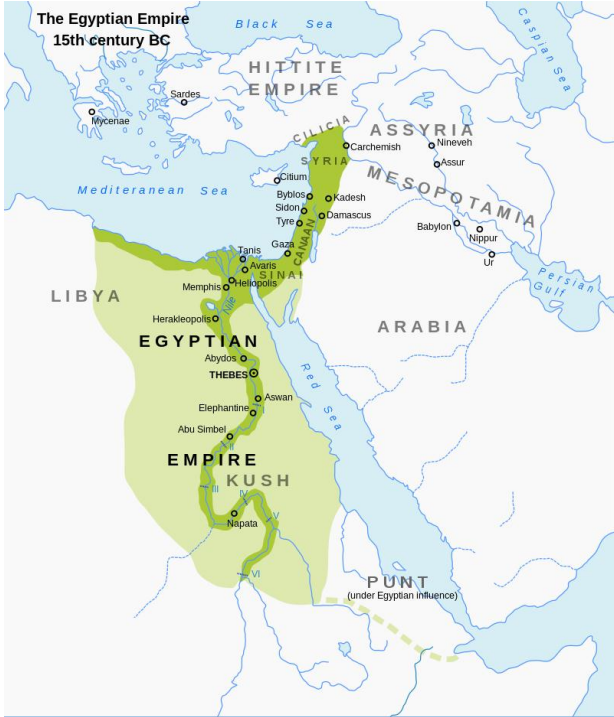 The Egyptian Empire
15th century BC
Black Sea
Caspian Sea
HITTITE
EMPIRE
Sardes
Mycenae
CILICIA
ASSYRIA
Carchemish
Nineveh
SYRIA
Assur
MESOPOTAMIA
Citium
Mediteranean Sea
Byblos
Kadesh
Sidon
Damascus
Tyre
CANAAN
Babylon
Nippur
Ur
Gaza
Tanis
Avaris
SINAI
Heliopolis
Memphis
Persian
Gulf
LIBYA
Nile
Herakleopolis
ARABIA
EGYPTIAN
Abydos
THEBES
Red Sea
Aswan
Elephantine
I
Abu Simbel
II
EMPIRE
KUSH
III
IV
V
Napata
VI
PUNT
(under Egyptian influence)